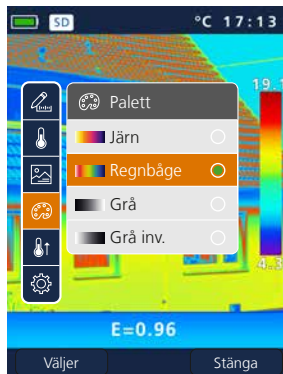 SD °C 17:13
19.1
Palett
Järn
Regnbåge
Grå
Grå inv.
4.3
E=0.96
Väljer Stänga